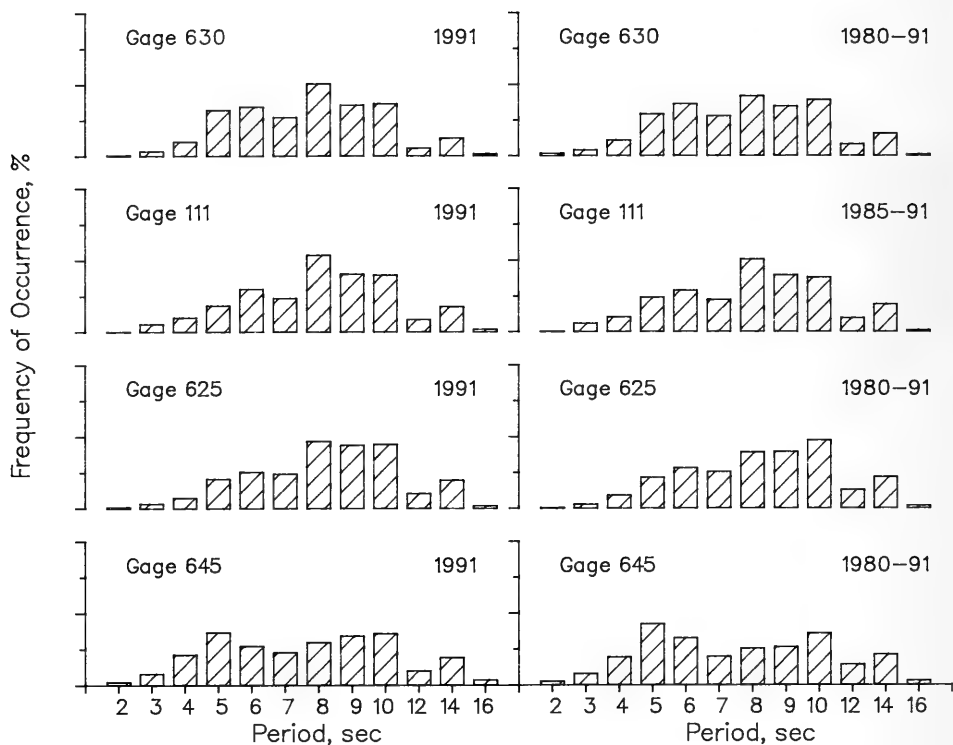 Gage 630 1991
Gage 630 1980-91
Gage 111 1991
Gage 111 1985-91
Gage 625 1991
Gage 625 1980-91
Gage 645 1991
Gage 645 1980-91
Frequency of Occurrence, %
2 3 4 5 6 7 8 9 10 12 14 16
2 3 4 5 6 7 8 9 10 12 14 16
Period, sec
Period, sec